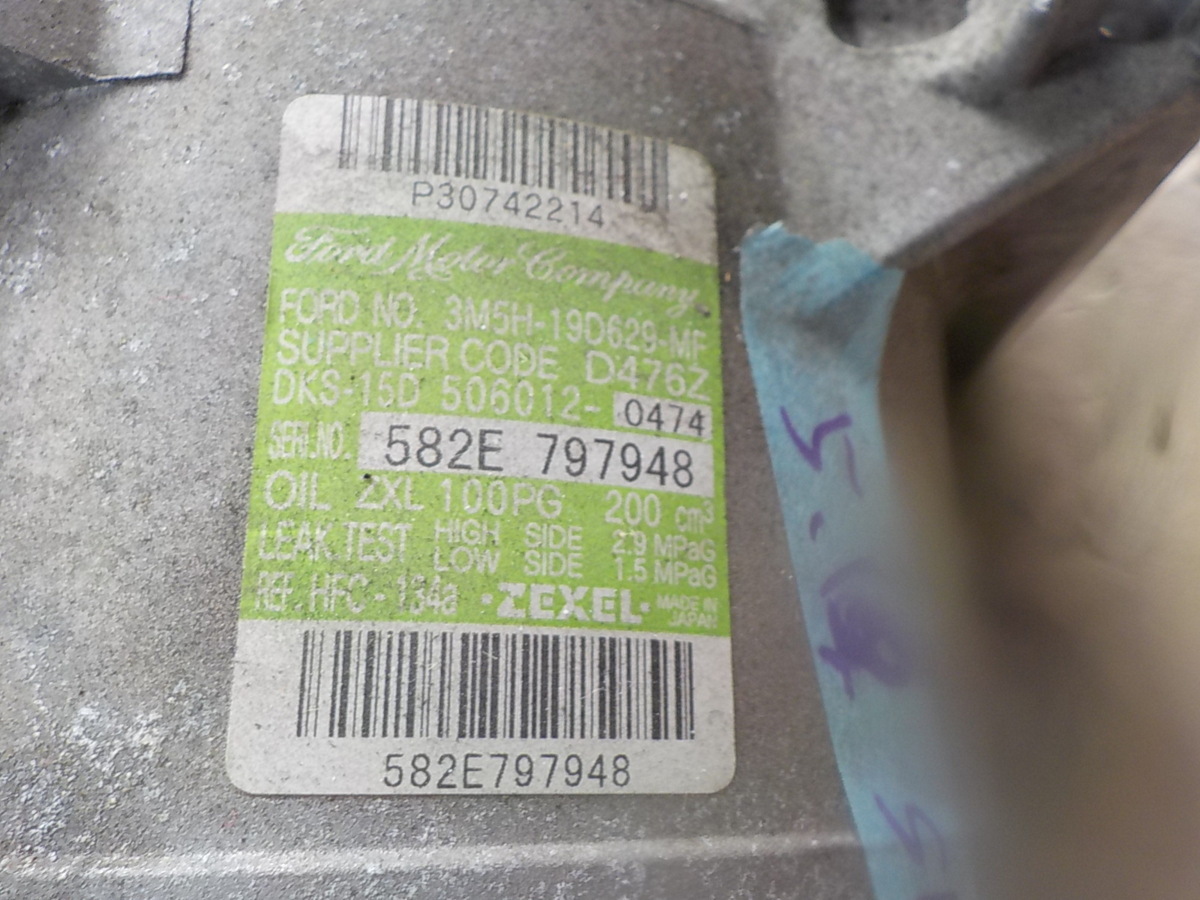 P30742214
Ford Motor Company
FORD NO. 3M5H-19D629-MF
SUPPLIER CODE D476Z
DKS-15D 506012-0474
SERI.NO. 582E 797948
OIL ZXL 100PG 200 cm³
LEAK TEST HIGH SIDE 2.9 MPaG
LOW SIDE 1.5 MPaG
REF. HFC-134a ·ZEXEL· MADE IN JAPAN
582E797948